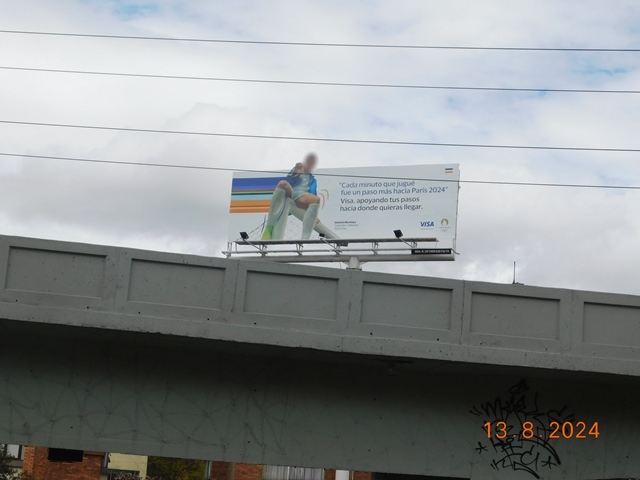 "Cada minuto que jugué
fue un paso más hacia París 2024"
Visa, apoyando tus pasos
hacia donde quieras llegar.
VISA
13 8 2024